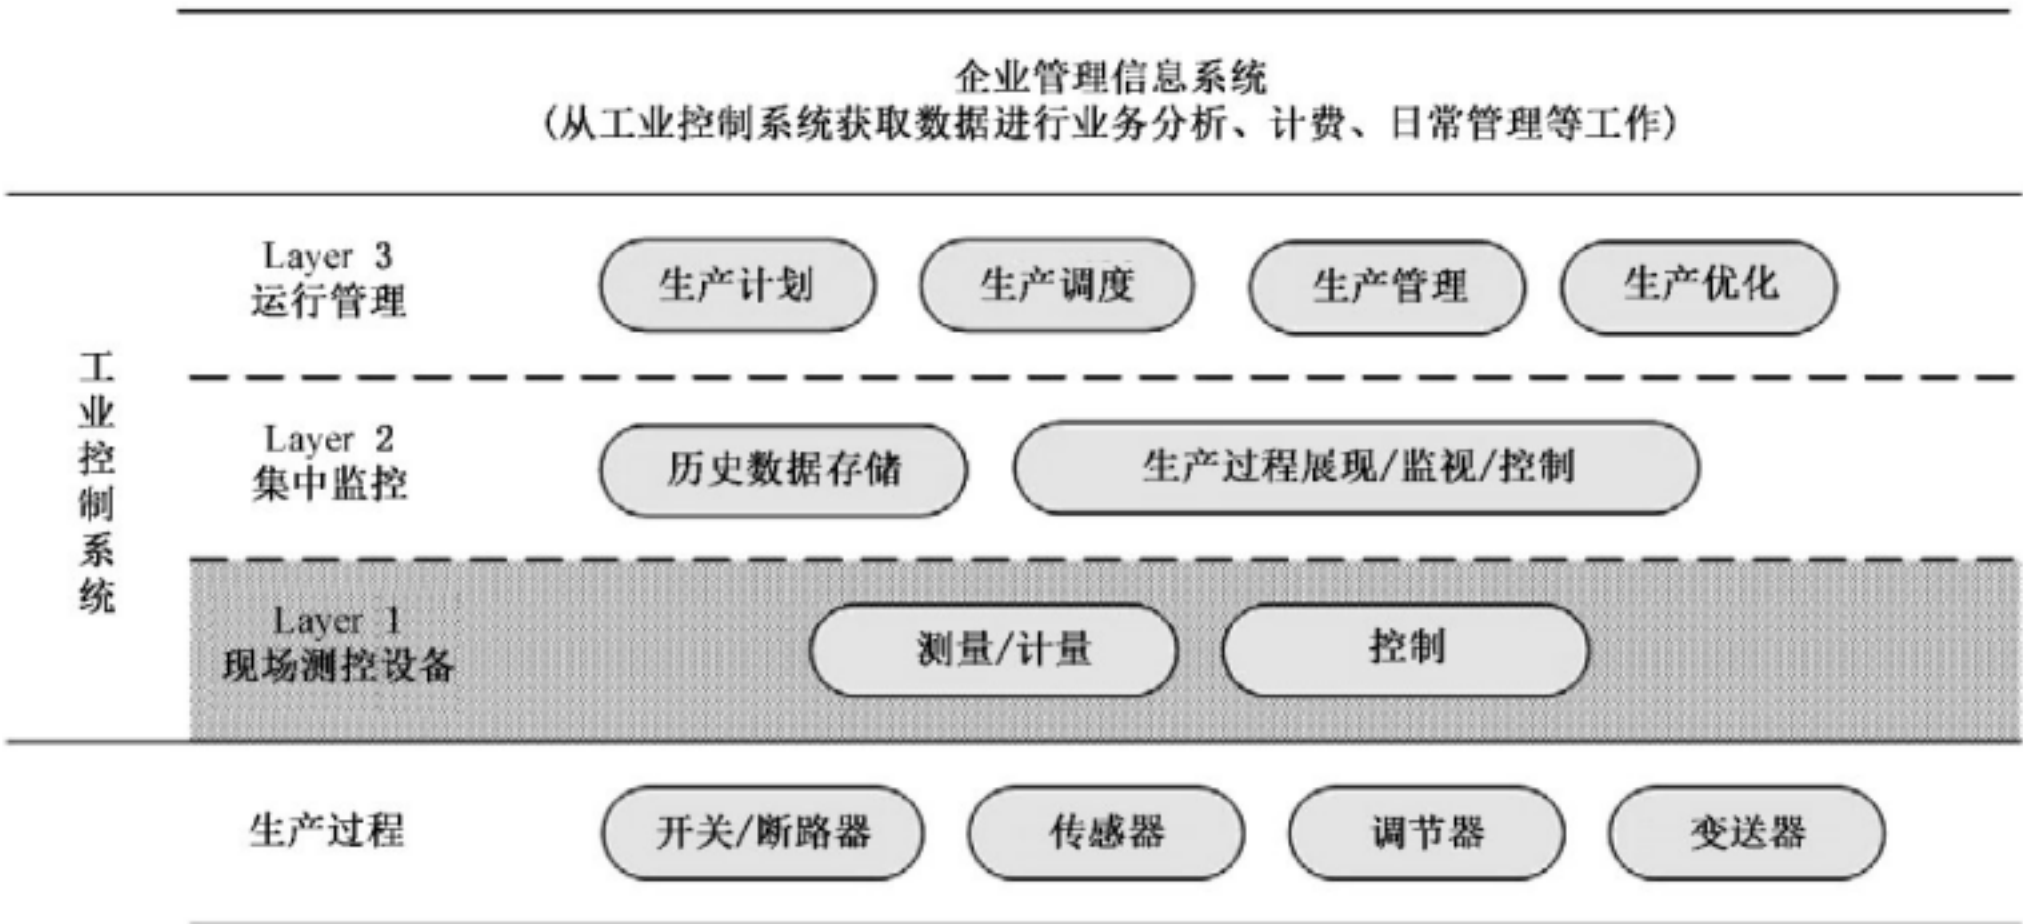 企业管理信息系统
(从工业控制系统获取数据进行业务分析、计费、日常管理等工作)
工业控制系统
Layer 3
运行管理
生产计划
生产调度
生产管理
生产优化
Layer 2
集中监控
历史数据存储
生产过程展现/监视/控制
Layer 1
现场测控设备
测量/计量
控制
生产过程
开关/断路器
传感器
调节器
变送器